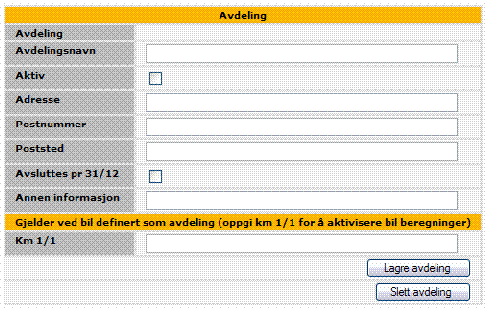 Avdeling
Avdeling
Avdelingsnavn
Aktiv
Adresse
Postnummer
Poststed
Avsluttes pr 31/12
Annen informasjon
Gjelder ved bil definert som avdeling (oppgi km 1/1 for å aktivisere bil beregninger)
Km 1/1
Lagre avdeling
Slett avdeling